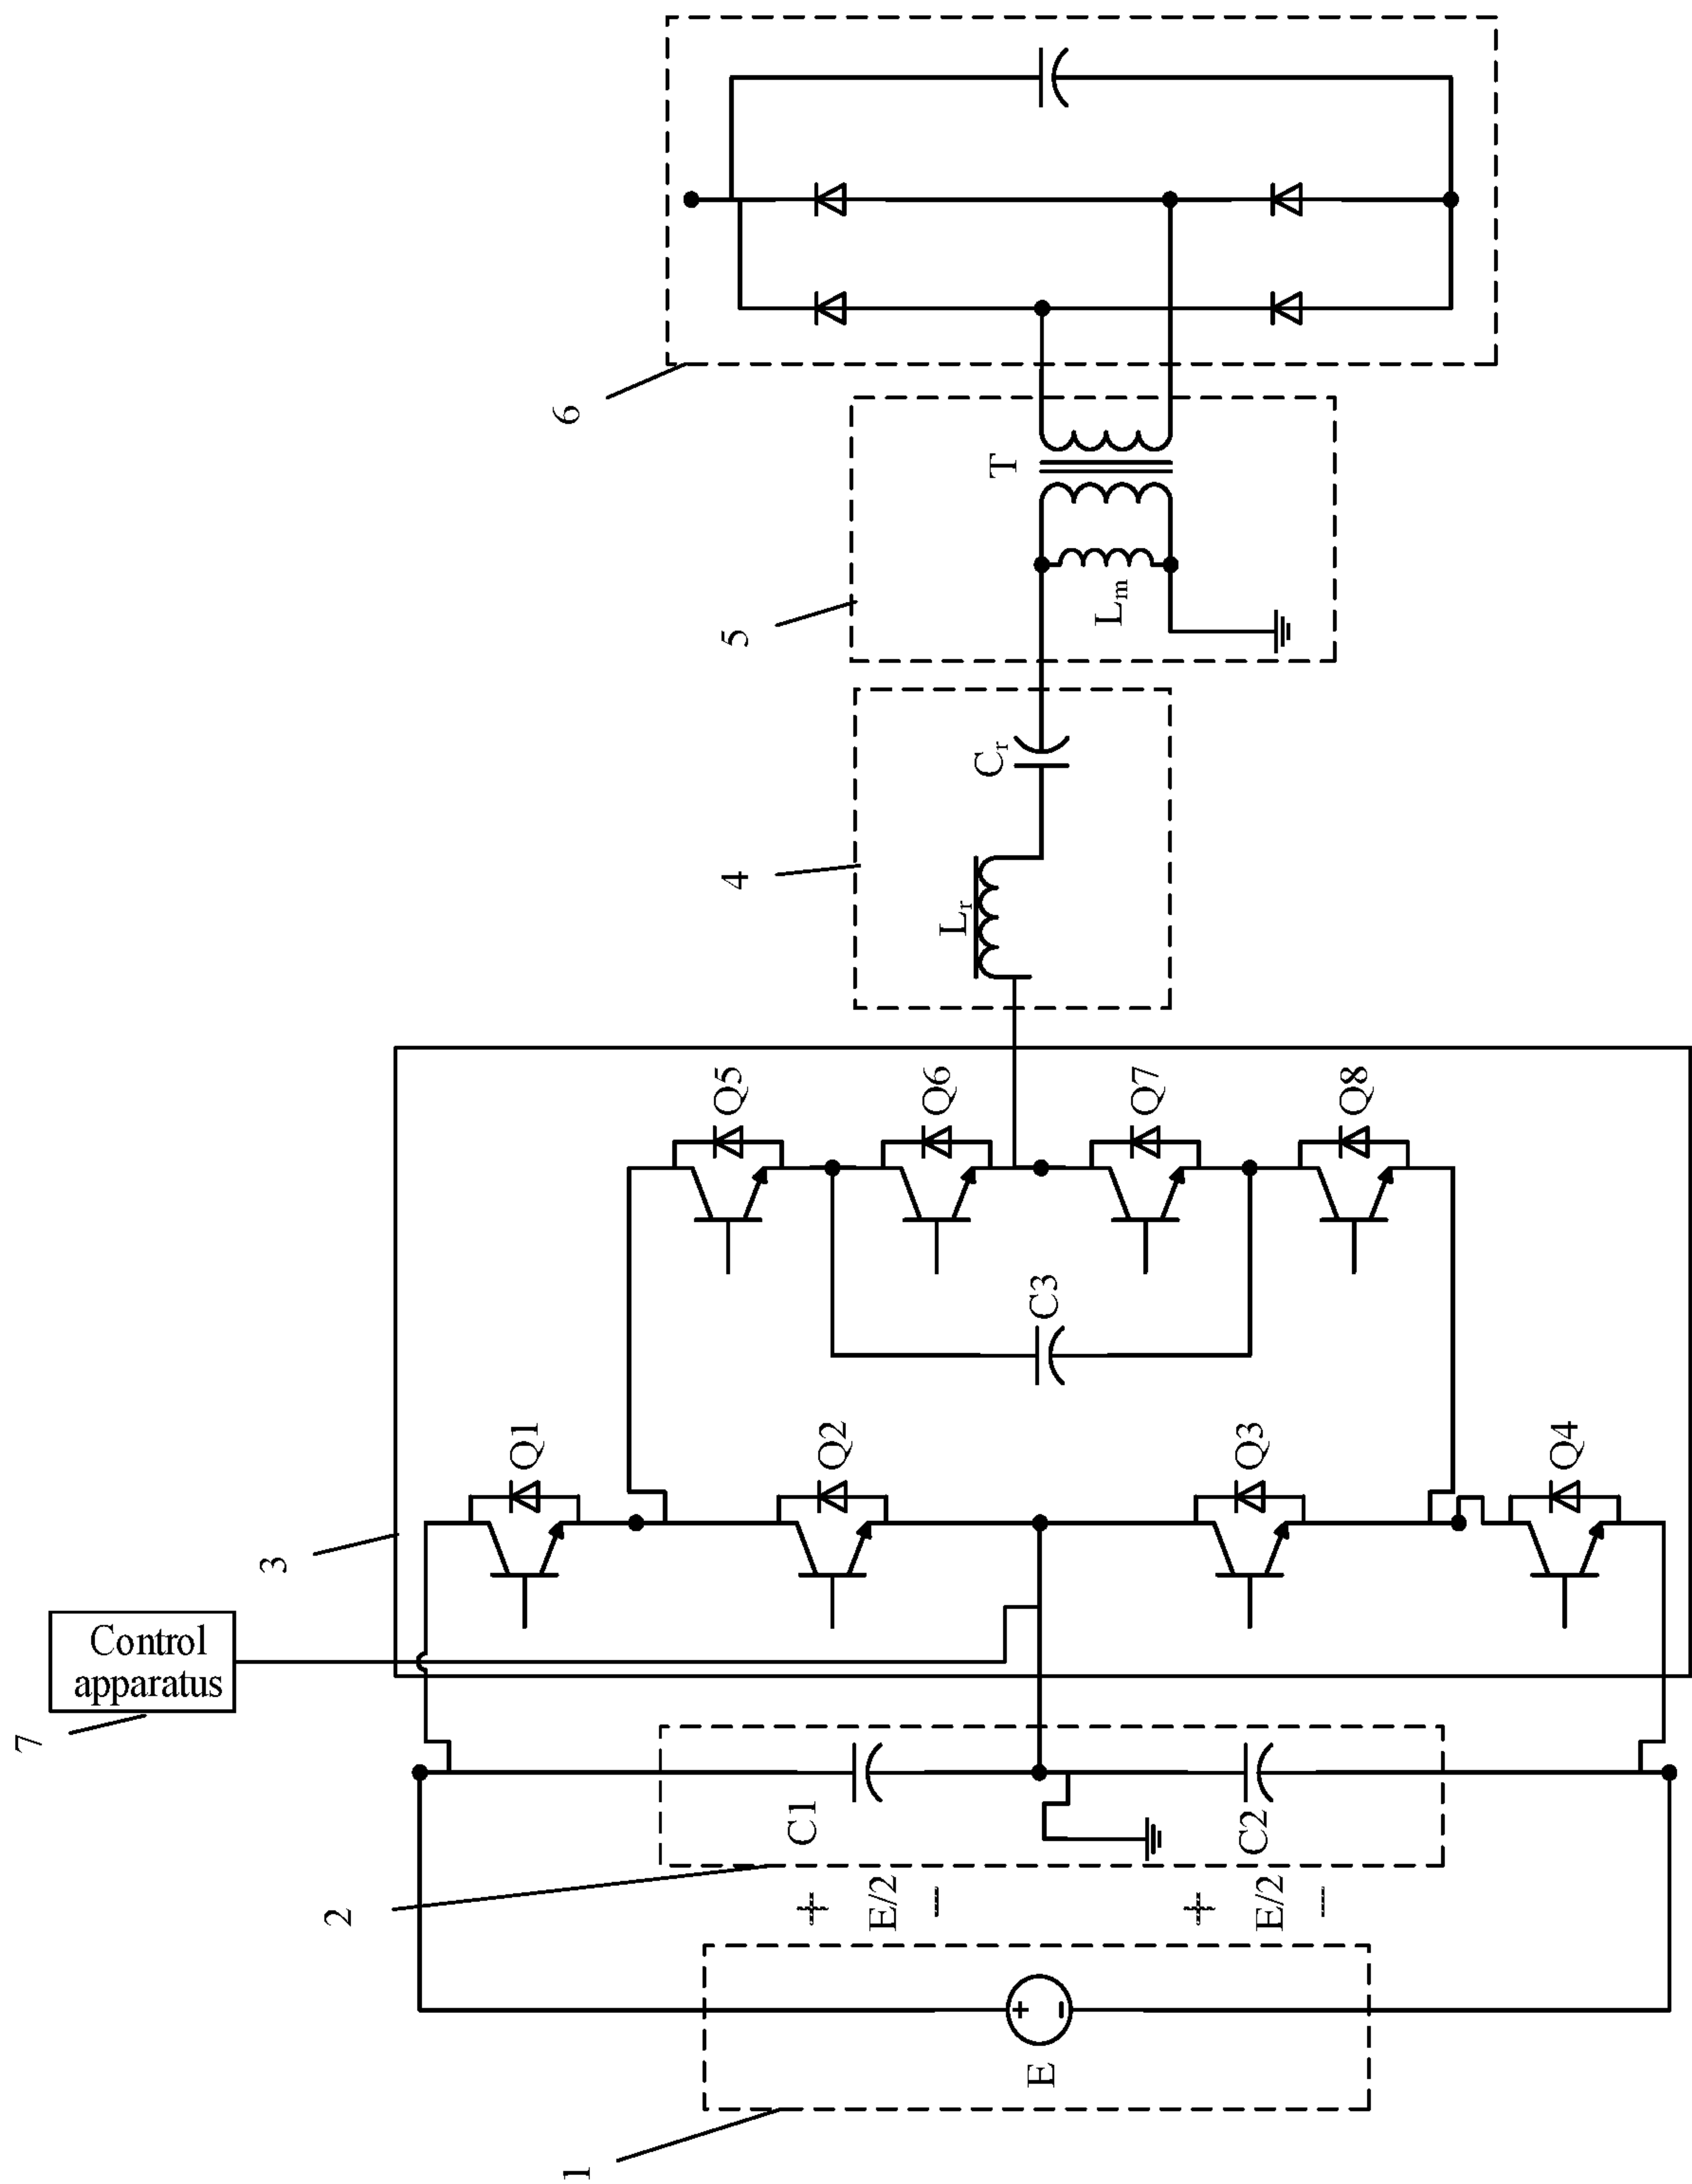 7
Control
apparatus
3
2
1
E
+
E/2
−
+
E/2
−
C1
C2
Q1
Q2
Q3
Q4
C3
Q5
Q6
Q7
Q8
4
Lr
Cr
5
Lm
T
6